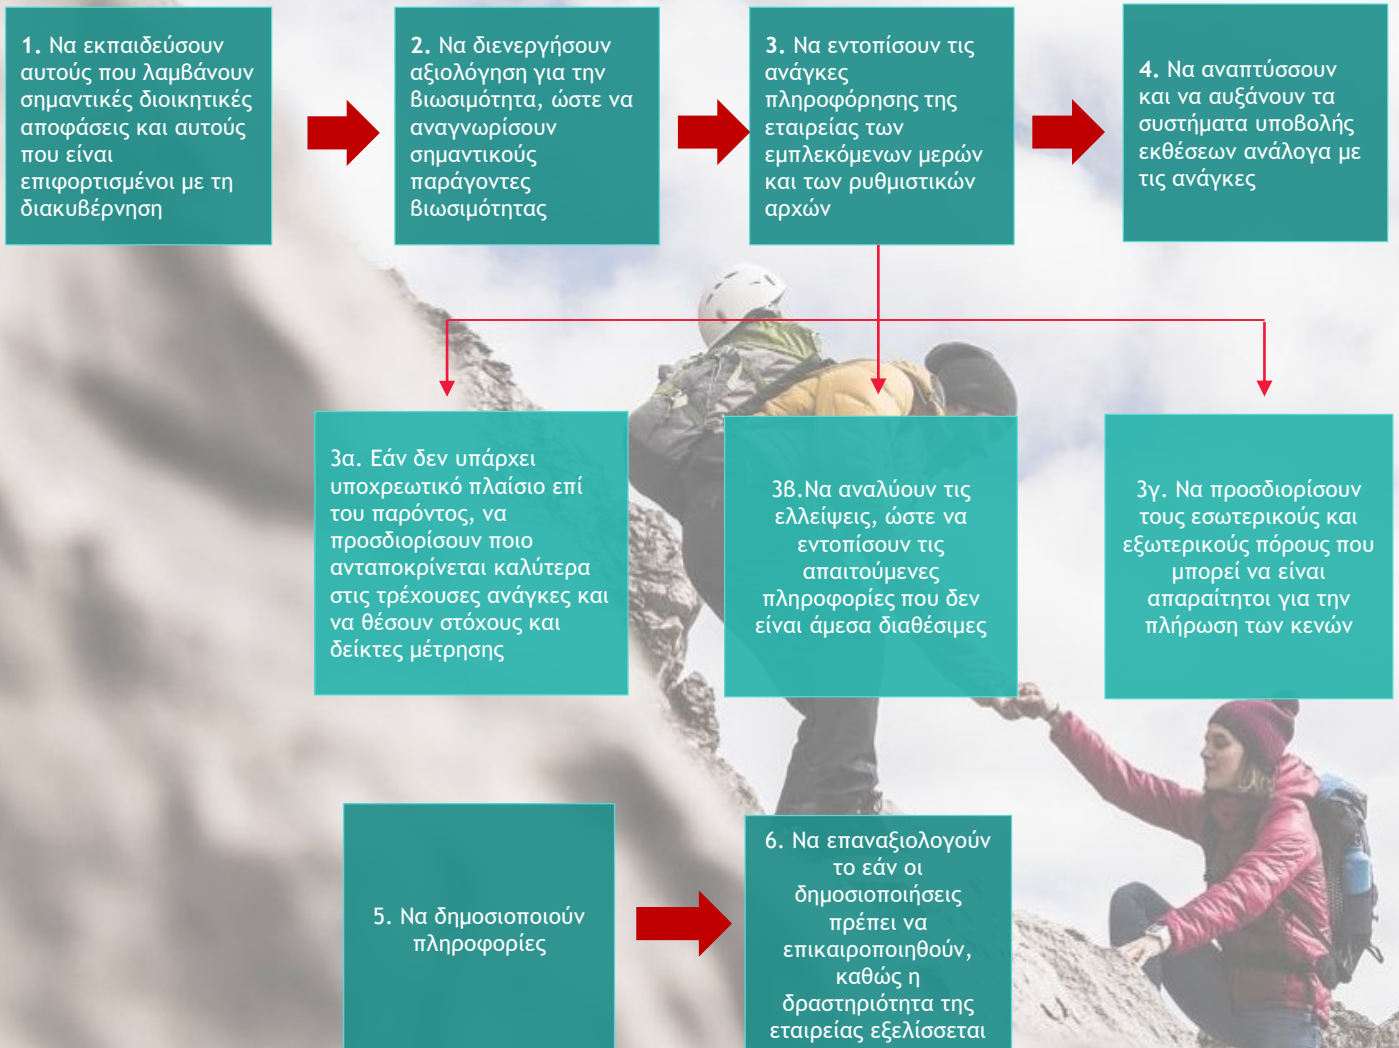 1. Να εκπαιδεύσουν
αυτούς που λαμβάνουν
σημαντικές διοικητικές
αποφάσεις και αυτούς
που είναι
επιφορτισμένοι με τη
διακυβέρνηση
2. Να διενεργήσουν
αξιολόγηση για την
βιωσιμότητα, ώστε να
αναγνωρίσουν
σημαντικούς
παράγοντες
βιωσιμότητας
3. Να εντοπίσουν τις
ανάγκες
πληροφόρησης της
εταιρείας των
εμπλεκόμενων μερών
και των ρυθμιστικών
αρχών
4. Να αναπτύσσουν
και να αυξάνουν τα
συστήματα υποβολής
εκθέσεων ανάλογα με
τις ανάγκες
3α. Εάν δεν υπάρχει
υποχρεωτικό πλαίσιο επί
του παρόντος, να
προσδιορίσουν ποιο
ανταποκρίνεται καλύτερα
στις τρέχουσες ανάγκες και
να θέσουν στόχους και
δείκτες μέτρησης
3β.Να αναλύουν τις
ελλείψεις, ώστε να
εντοπίσουν τις
απαιτούμενες
πληροφορίες που δεν
είναι άμεσα διαθέσιμες
3γ. Να προσδιορίσουν
τους εσωτερικούς και
εξωτερικούς πόρους που
μπορεί να είναι
απαραίτητοι για την
πλήρωση των κενών
5. Να δημοσιοποιούν
πληροφορίες
6. Να επαναξιολογούν
το εάν οι
δημοσιοποιήσεις
πρέπει να
επικαιροποιηθούν,
καθώς η
δραστηριότητα της
εταιρείας εξελίσσεται